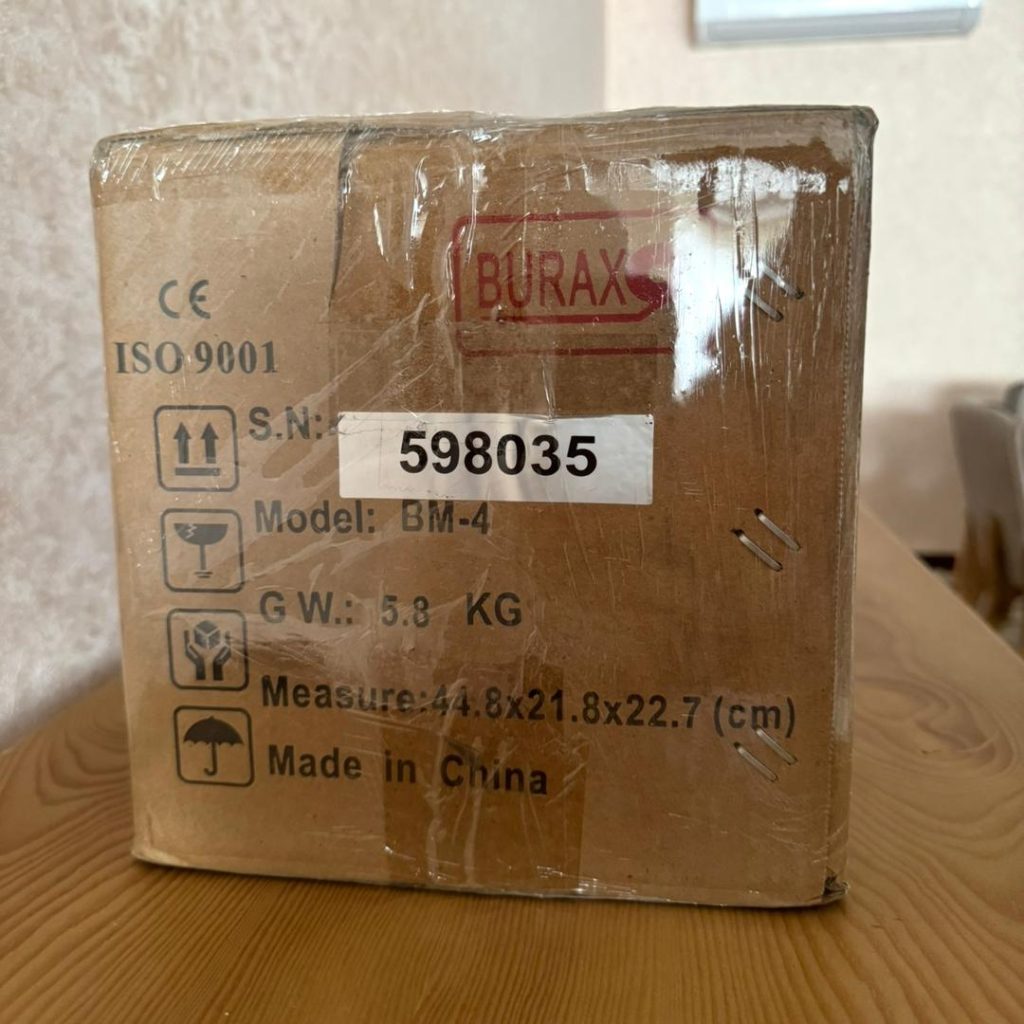 BURAXS
CE
ISO 9001
S.N: 598035
Model: BM-4
G W.: 5.8 KG
Measure:44.8x21.8x22.7 (cm)
Made in China